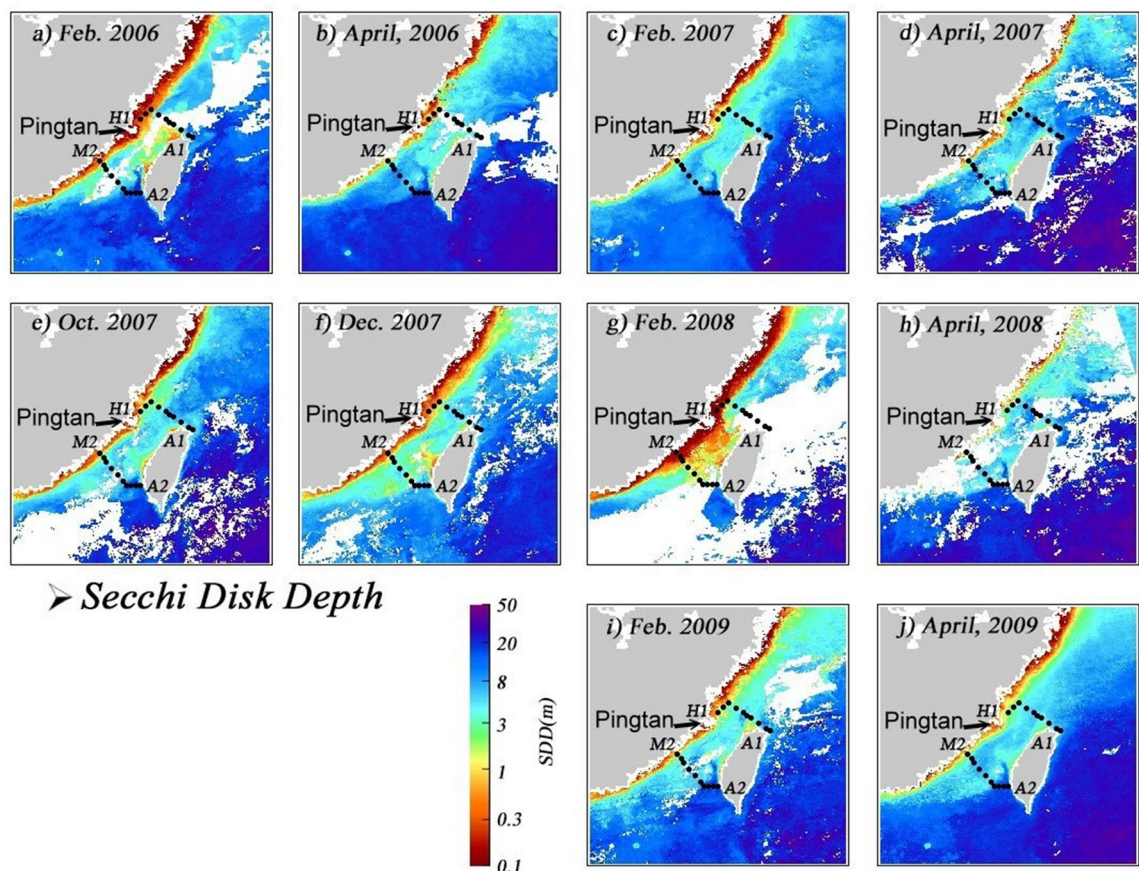 a) Feb. 2006
H1
Pingtan
M2
A1
A2
b) April, 2006
H1
Pingtan
M2
A1
A2
c) Feb. 2007
H1
Pingtan
M2
A1
A2
d) April, 2007
H1
Pingtan
M2
A1
A2
e) Oct. 2007
H1
Pingtan
M2
A1
A2
f) Dec. 2007
H1
Pingtan
M2
A1
A2
g) Feb. 2008
H1
Pingtan
M2
A1
A2
h) April, 2008
H1
Pingtan
M2
A1
A2
➢ Secchi Disk Depth
50
20
8
3
1
0.3
0.1
SDD(m)
i) Feb. 2009
H1
Pingtan
M2
A1
A2
j) April, 2009
H1
Pingtan
M2
A1
A2